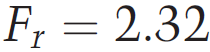 F_r = 2.32